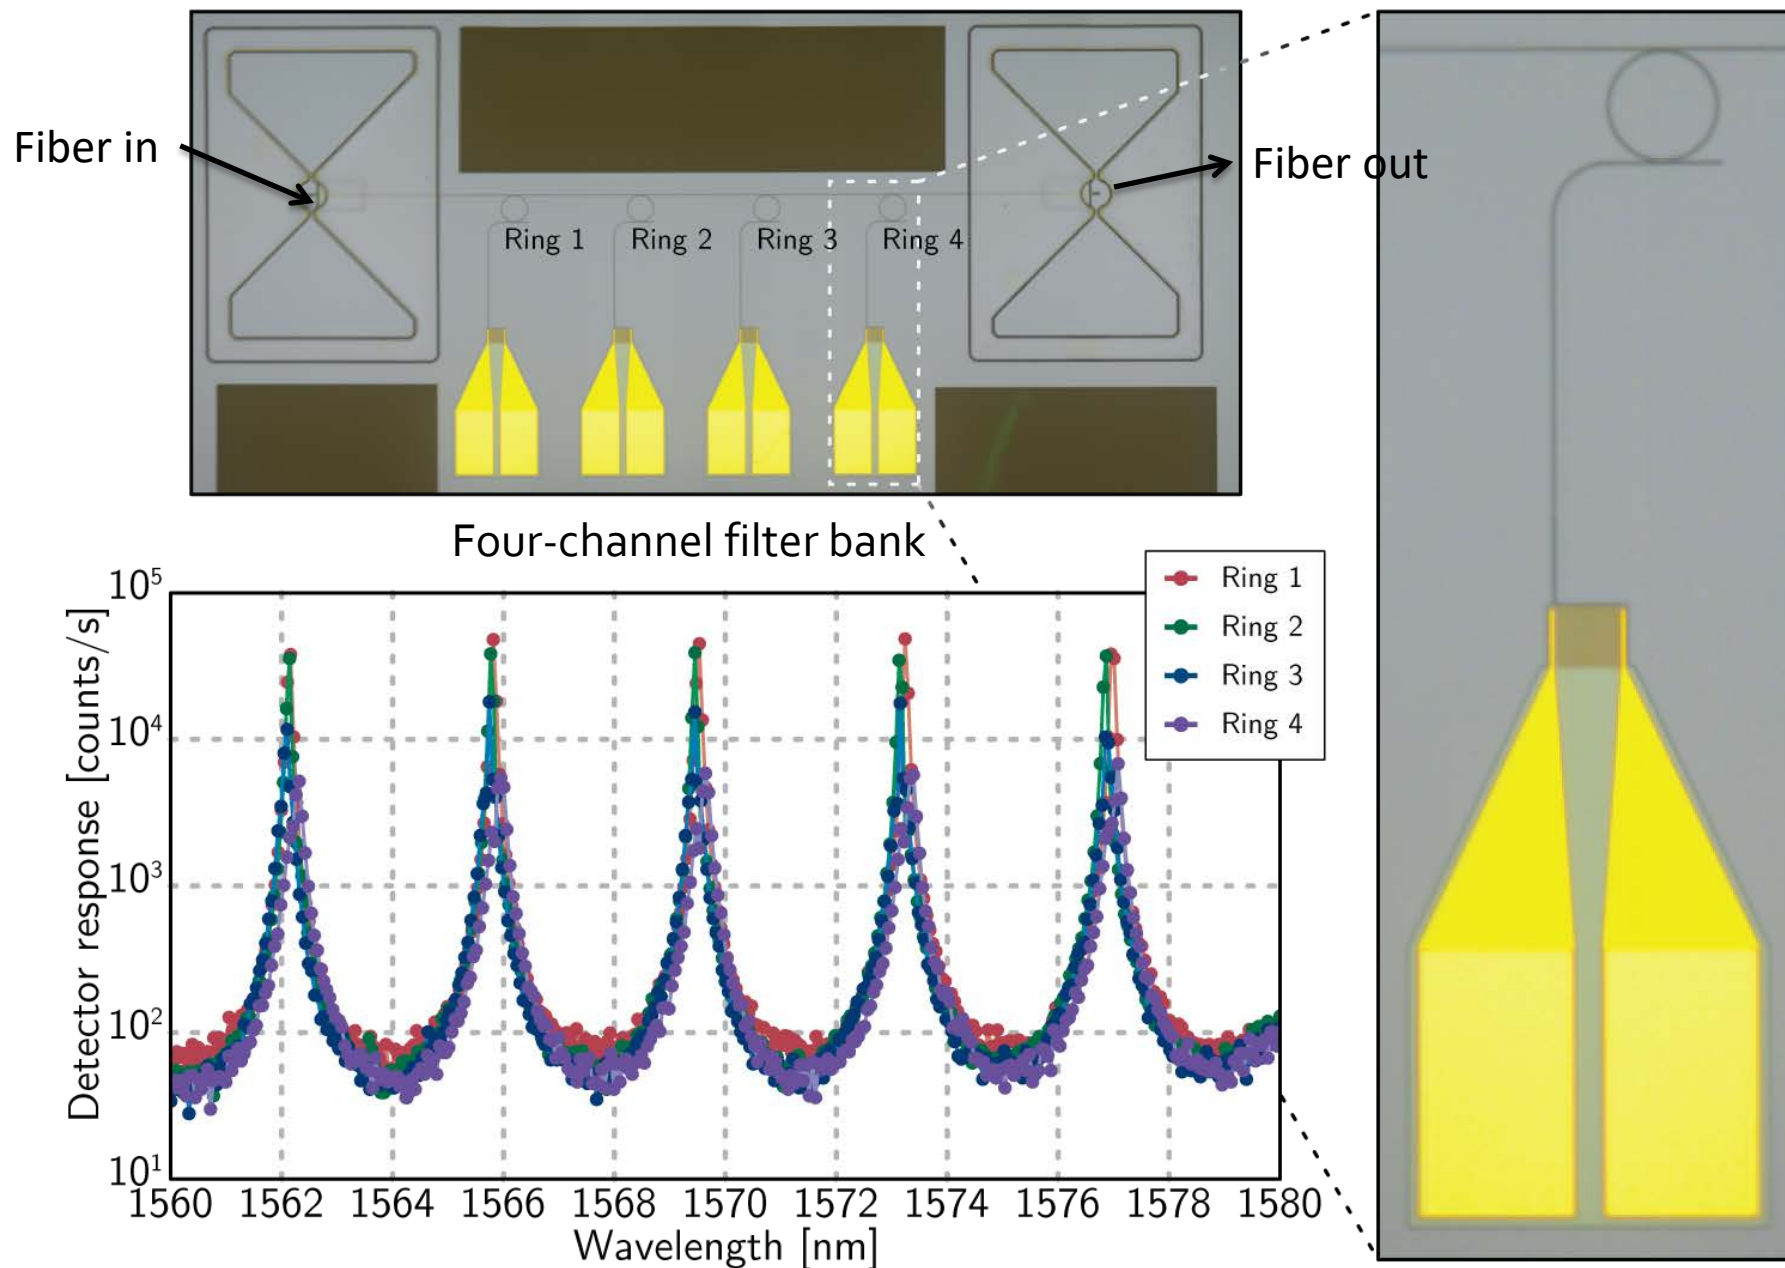 Fiber in
Fiber out
Ring 1
Ring 2
Ring 3
Ring 4
Four-channel filter bank
Ring 1
Ring 2
Ring 3
Ring 4
Detector response [counts/s]
10⁵
10⁴
10³
10²
10¹
1560 1562 1564 1566 1568 1570 1572 1574 1576 1578 1580
Wavelength [nm]